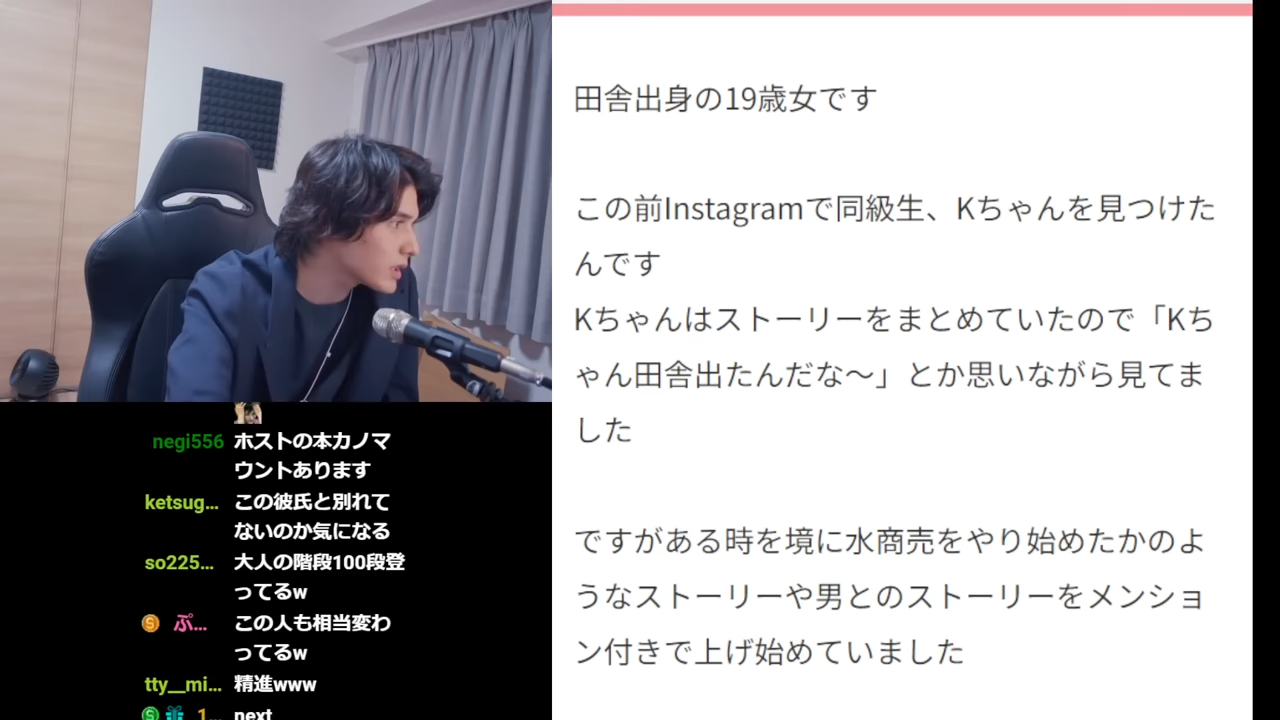 田舎出身の19歳女です
この前Instagramで同級生、Kちゃんを見つけた
んです
Kちゃんはストーリーをまとめていたので「Kち
ゃん田舎出たんだな〜」とか思いながら見てま
した
ですがある時を境に水商売をやり始めたかのよ
うなストーリーや男とのストーリーをメンショ
ン付きで上げ始めていました
negi556 ホストの本カノマ
ウントあります
ketsug... この彼氏と別れて
ないのか気になる
so225... 大人の階段100段登
ってるw
ぷ... この人も相当変わ
ってるw
tty__mi... 精進www
1... next